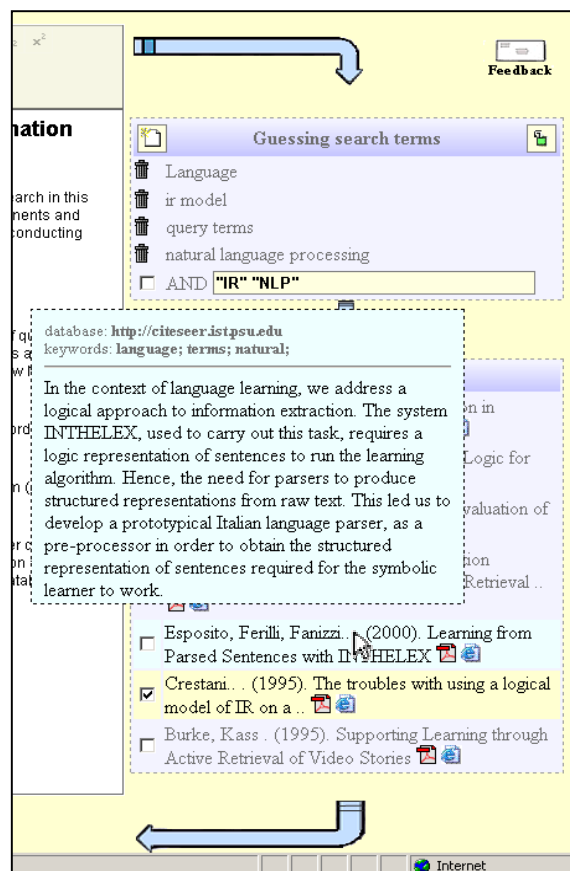 2 x²
Feedback
nation
Guessing search terms
Language
earch in this
ir model
nents and
query terms
conducting
natural language processing
AND "IR" "NLP"
database: http://citeseer.ist.psu.edu
keywords: language; terms; natural;
In the context of language learning, we address a
logical approach to information extraction. The system
INTHELEX, used to carry out this task, requires a
logic representation of sentences to run the learning
algorithm. Hence, the need for parsers to produce
structured representations from raw text. This led us to
develop a prototypical Italian language parser, as a
pre-processor in order to obtain the structured
representation of sentences required for the symbolic
learner to work.
n in
Logic for
valuation of
tion
Retrieval ..
Esposito, Ferilli, Fanizzi.. . (2000). Learning from
Parsed Sentences with INTHELEX
Crestani.. . (1995). The troubles with using a logical
model of IR on a ..
Burke, Kass . (1995). Supporting Learning through
Active Retrieval of Video Stories
Internet